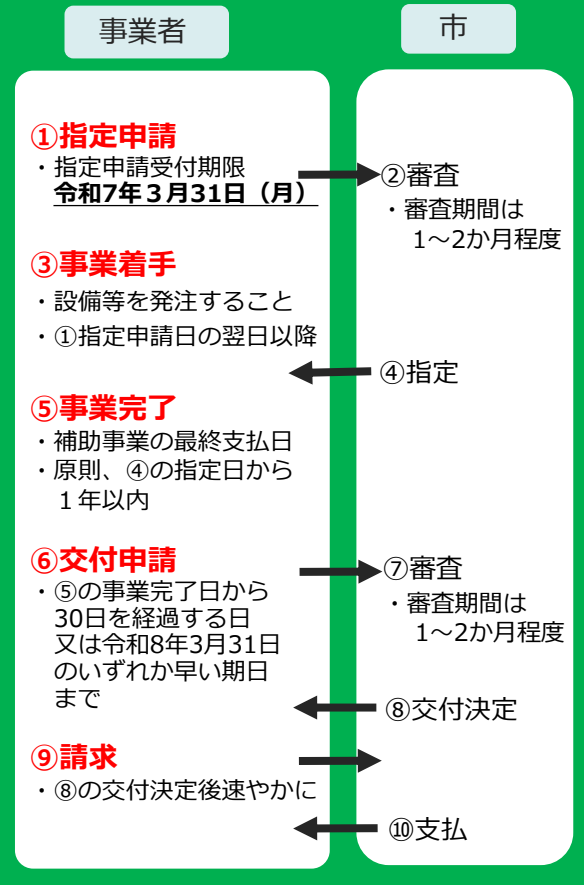 事業者
市
①指定申請
・指定申請受付期限
令和7年３月31日（月）
②審査
・審査期間は
1～2か月程度
③事業着手
・設備等を発注すること
・①指定申請日の翌日以降
④指定
⑤事業完了
・補助事業の最終支払日
・原則、④の指定日から
１年以内
⑥交付申請
・⑤の事業完了日から
30日を経過する日
又は令和8年3月31日
のいずれか早い期日
まで
⑦審査
・審査期間は
1～2か月程度
⑧交付決定
⑨請求
・⑧の交付決定後速やかに
⑩支払